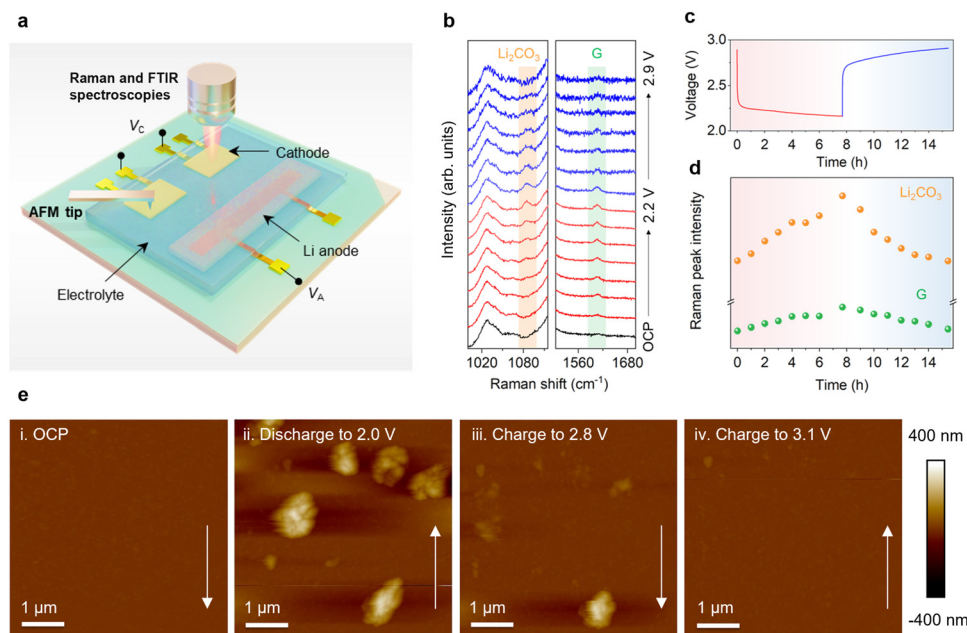 a
Raman and FTIR
spectroscopies
V_C
Cathode
AFM tip
Li anode
Electrolyte
V_A
b
Li₂CO₃
G
Intensity (arb. units)
2.9 V
2.2 V
OCP
1020 1080 1560 1680
Raman shift (cm⁻¹)
c
Voltage (V)
3.0
2.5
2.0
0 2 4 6 8 10 12 14
Time (h)
d
Raman peak intensity
Li₂CO₃
G
0 2 4 6 8 10 12 14
Time (h)
e
i. OCP
1 µm
ii. Discharge to 2.0 V
1 µm
iii. Charge to 2.8 V
1 µm
iv. Charge to 3.1 V
1 µm
400 nm
-400 nm